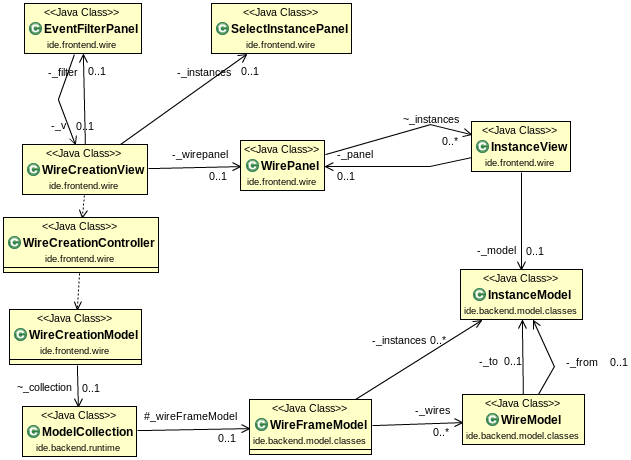 <<Java Class>>
EventFilterPanel
ide.frontend.wire
<<Java Class>>
SelectInstancePanel
ide.frontend.wire
-_filter
0..1
-_instances
0..1
-_v
0..1
<<Java Class>>
WireCreationView
ide.frontend.wire
-_wirepanel
0..1
<<Java Class>>
WirePanel
ide.frontend.wire
~_instances
0..*
-_panel
0..1
<<Java Class>>
InstanceView
ide.frontend.wire
<<Java Class>>
WireCreationController
ide.frontend.wire
-_model
0..1
<<Java Class>>
InstanceModel
ide.backend.model.classes
<<Java Class>>
WireCreationModel
ide.frontend.wire
-_instances 0..*
-_to
0..1
-_from
0..1
~_collection
0..1
<<Java Class>>
ModelCollection
ide.backend.runtime
#_wireFrameModel
0..1
<<Java Class>>
WireFrameModel
ide.backend.model.classes
-_wires
0..*
<<Java Class>>
WireModel
ide.backend.model.classes